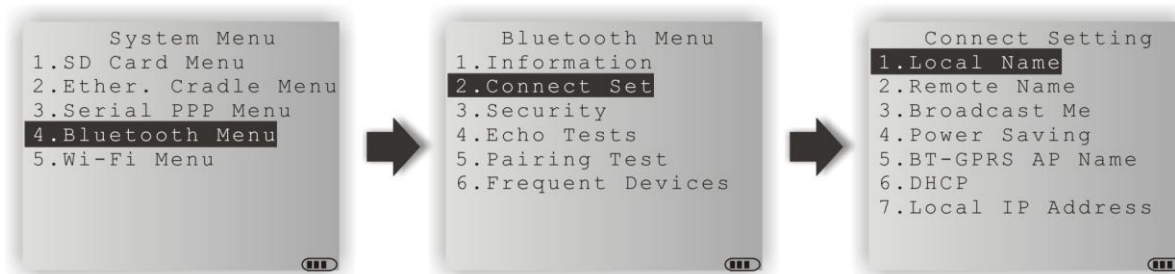 System Menu
1.SD Card Menu
2.Ether. Cradle Menu
3.Serial PPP Menu
4.Bluetooth Menu
5.Wi-Fi Menu
Bluetooth Menu
1.Information
2.Connect Set
3.Security
4.Echo Tests
5.Pairing Test
6.Frequent Devices
Connect Setting
1.Local Name
2.Remote Name
3.Broadcast Me
4.Power Saving
5.BT-GPRS AP Name
6.DHCP
7.Local IP Address